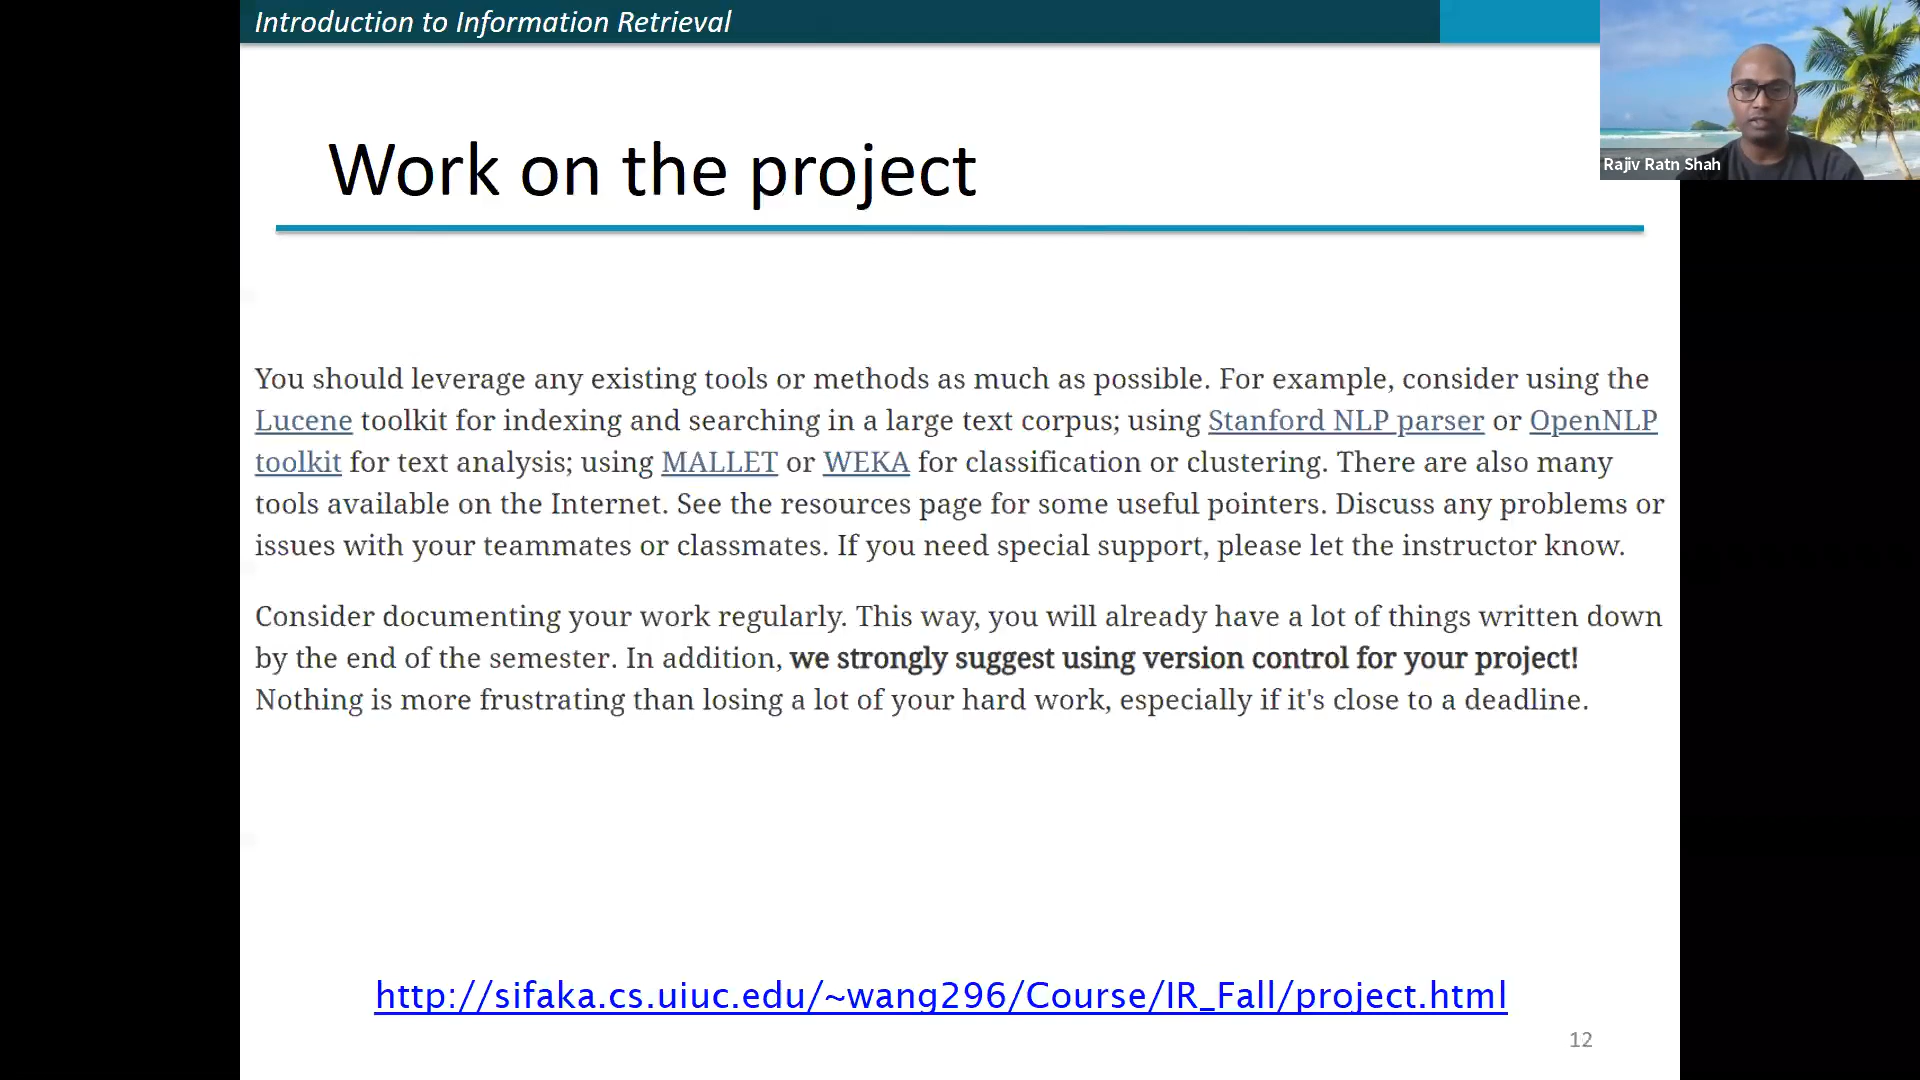 Introduction to Information Retrieval
Rajiv Ratn Shah
Work on the project
You should leverage any existing tools or methods as much as possible. For example, consider using the
Lucene toolkit for indexing and searching in a large text corpus; using Stanford NLP parser or OpenNLP
toolkit for text analysis; using MALLET or WEKA for classification or clustering. There are also many
tools available on the Internet. See the resources page for some useful pointers. Discuss any problems or
issues with your teammates or classmates. If you need special support, please let the instructor know.
Consider documenting your work regularly. This way, you will already have a lot of things written down
by the end of the semester. In addition, we strongly suggest using version control for your project!
Nothing is more frustrating than losing a lot of your hard work, especially if it's close to a deadline.
http://sifaka.cs.uiuc.edu/~wang296/Course/IR_Fall/project.html
12